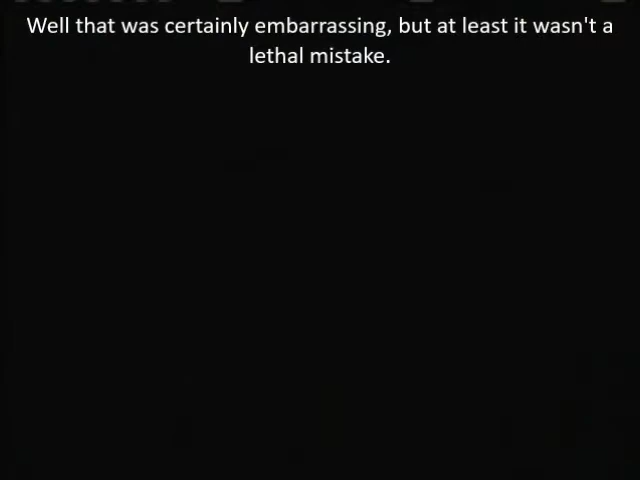 Well that was certainly embarrassing, but at least it wasn't a
lethal mistake.